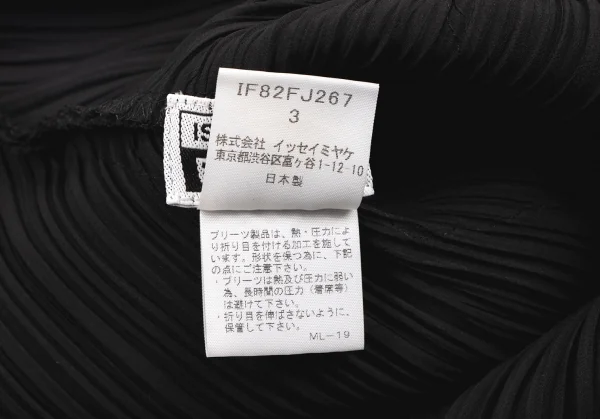 IF82FJ267
3
株式会社 イッセイミヤケ
東京都渋谷区富ヶ谷1-12-10
日本製
IS
プリーツ製品は、熱・圧力によ
り折り目を付ける加工を施して
います。形状を保つ為に、下記
の点にご注意下さい。
・プリーツは熱及び圧力に弱い
為、長時間の圧力(着席等)
は避けて下さい。
・折り目を伸ばさないように、
保管して下さい。
ML-19